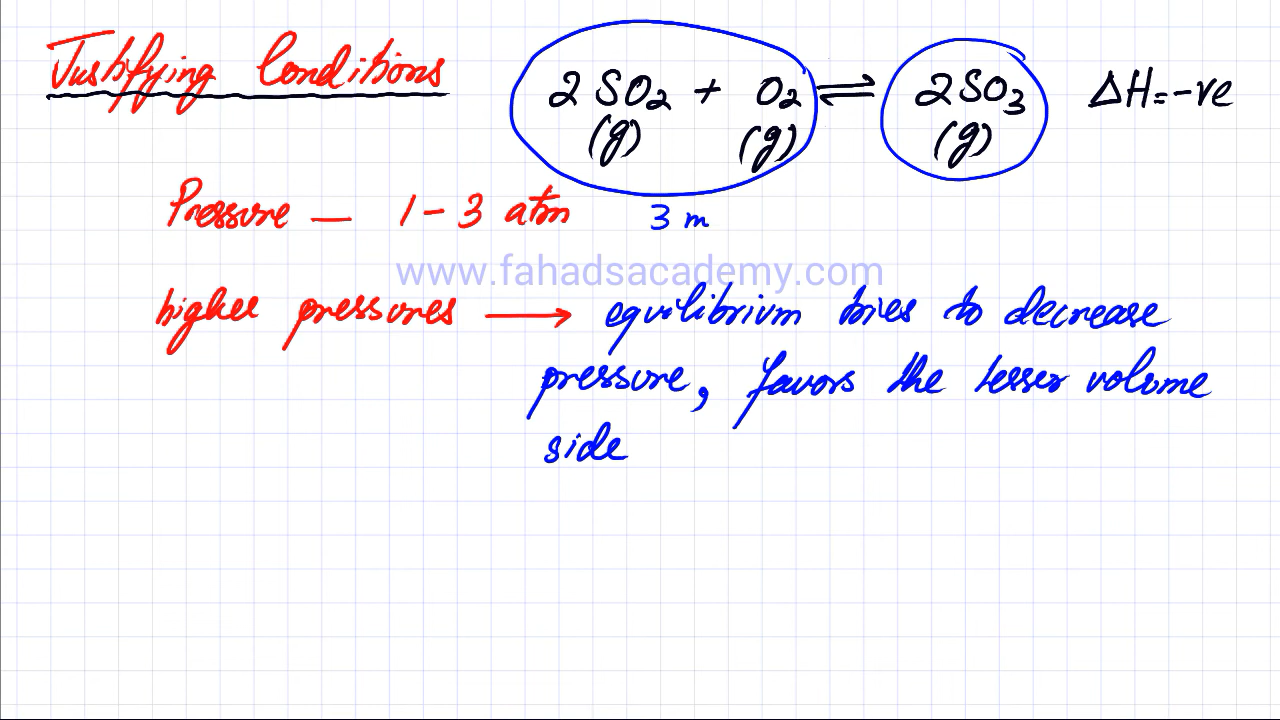 Justifying Conditions
2SO₂ + O₂ ⇌ 2SO₃ ΔH=-ve
(g) (g) (g)
Pressure — 1-3 atm
3 m
www.fahadsacademy.com
higher pressures → equilibrium tries to decrease
pressure, favors the lesser volume
side